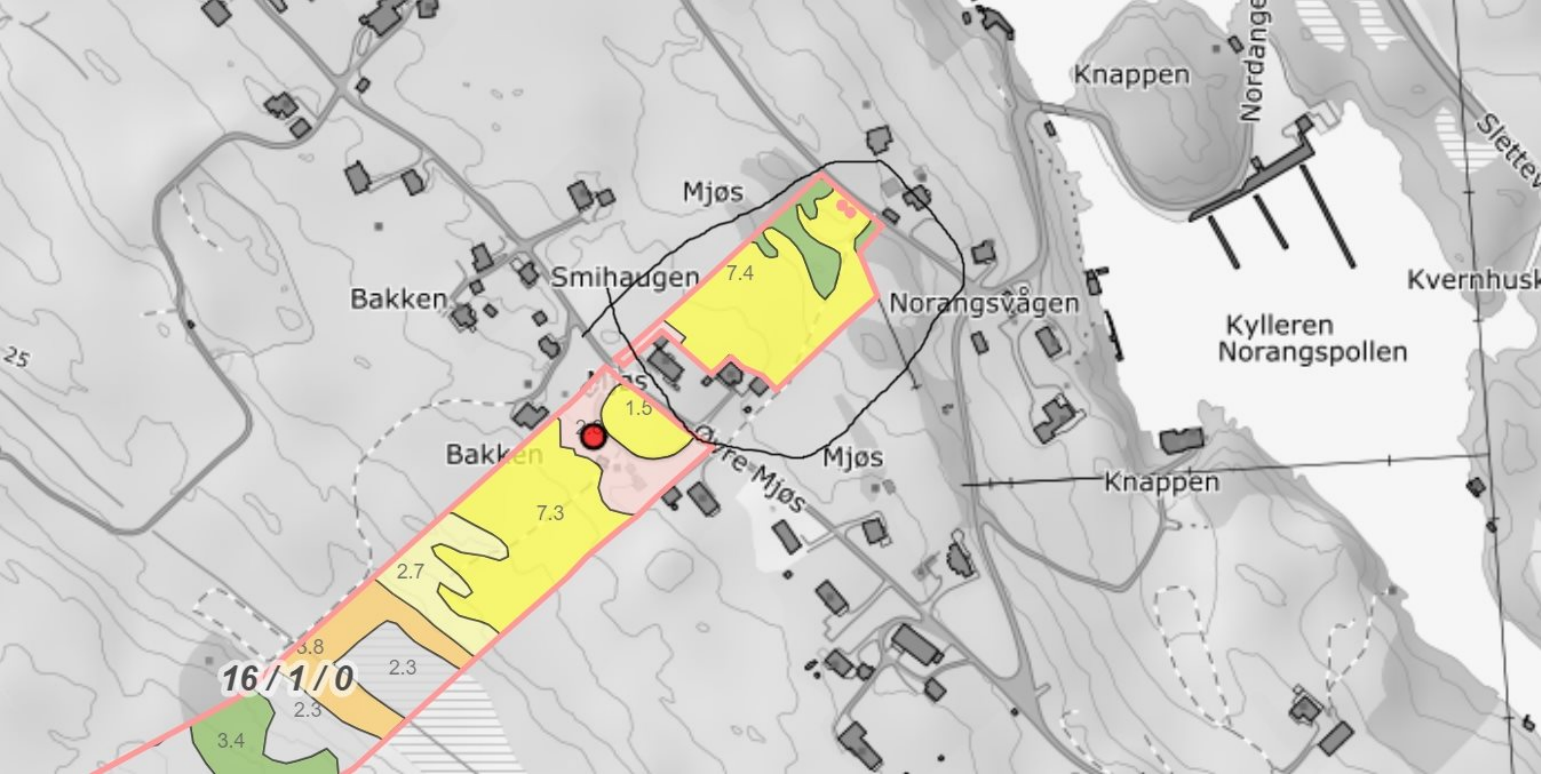 Knappen
Nordange
Slettev
Mjøs
Smihaugen
7.4
Bakken
Norangsvågen
Kvernhusk
Kylleren
Norangspollen
25
Mjøs
1.5
Bakken
Øvre-Mjøs
Mjøs
Knappen
7.3
2.7
3.8
2.3
16 / 1 / 0
2.3
3.4